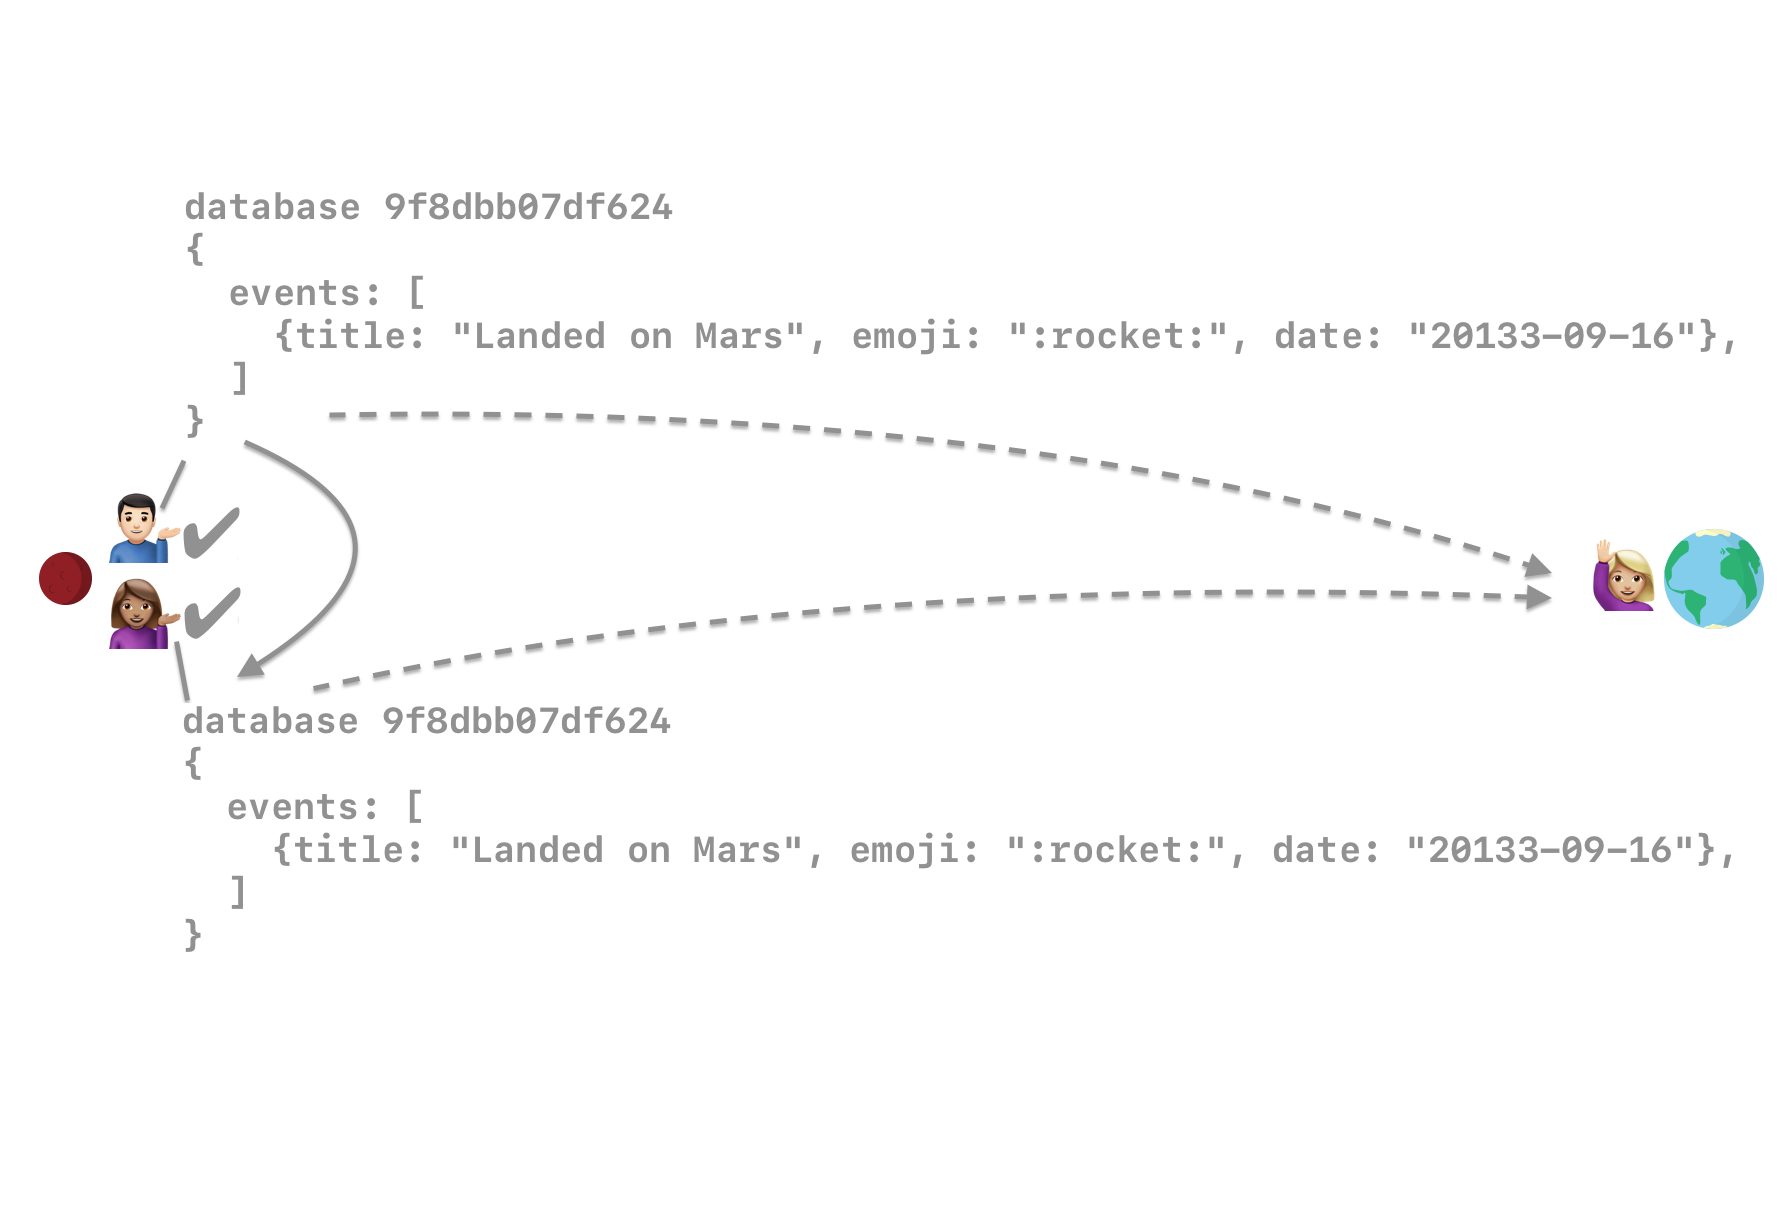 database 9f8dbb07df624
{
  events: [
    {title: "Landed on Mars", emoji: ":rocket:", date: "20133-09-16"},
  ]
}
database 9f8dbb07df624
{
  events: [
    {title: "Landed on Mars", emoji: ":rocket:", date: "20133-09-16"},
  ]
}